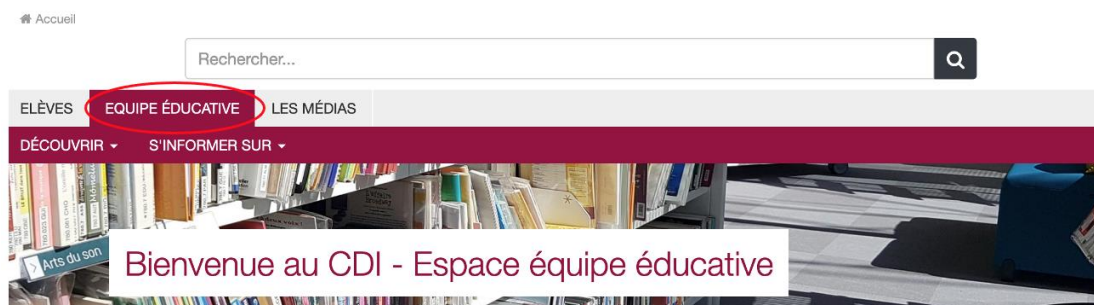 Accueil
Rechercher...
ELÈVES EQUIPE ÉDUCATIVE LES MÉDIAS
DÉCOUVRIR S'INFORMER SUR
Arts du son
Bienvenue au CDI - Espace équipe éducative